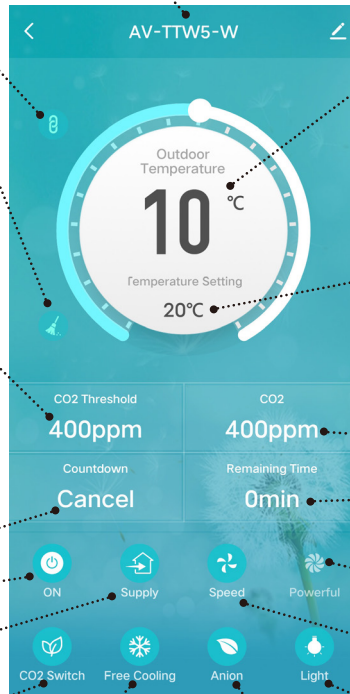 AV-TTW5-W
Outdoor
Temperature
10 °C
Temperature Setting
20°C
CO2 Threshold
CO2
400ppm
400ppm
Countdown
Remaining Time
Cancel
0min
ON
Supply
Speed
Powerful
CO2 Switch
Free Cooling
Anion
Light